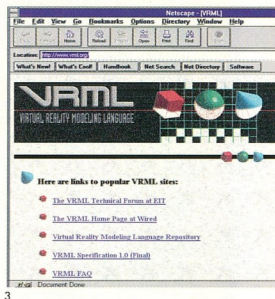 Netscape - [VRML]
File Edit View Go Bookmarks Options Directory Window Help
Home Reload Open Print Find
Location: http://www.vrml.org/
What's New! What's Cool! Handbook Net Search Net Directory Software
VRML
VIRTUAL REALITY MODELING LANGUAGE
Here are links to popular VRML sites:
The VRML Technical Forum at EIT
The VRML Home Page at Wired
Virtual Reality Modeling Language Repository
VRML Specification 1.0 (Final)
VRML FAQ
Document Done
3